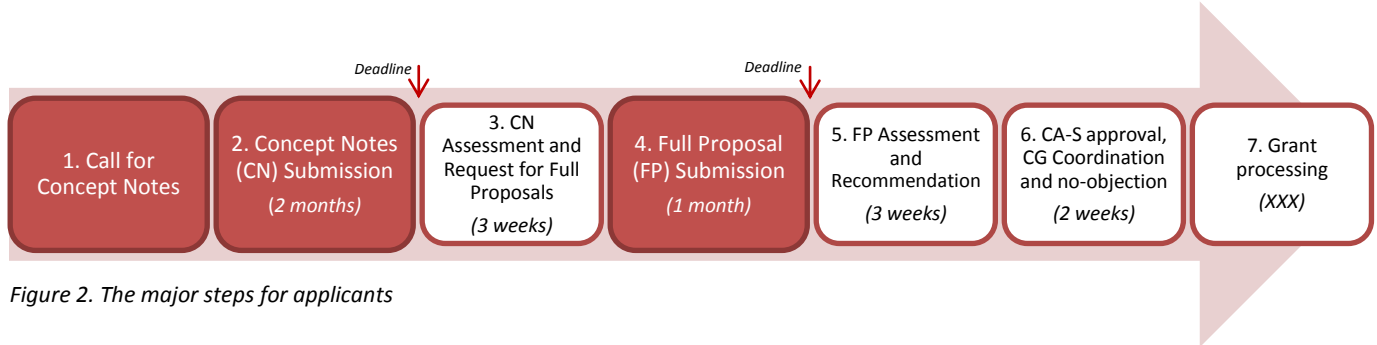 Deadline
Deadline
1. Call for
Concept Notes
2. Concept Notes
(CN) Submission
(2 months)
3. CN
Assessment and
Request for Full
Proposals
(3 weeks)
4. Full Proposal
(FP) Submission
(1 month)
5. FP Assessment
and
Recommendation
(3 weeks)
6. CA-S approval,
CG Coordination
and no-objection
(2 weeks)
7. Grant
processing
(XXX)
Figure 2. The major steps for applicants